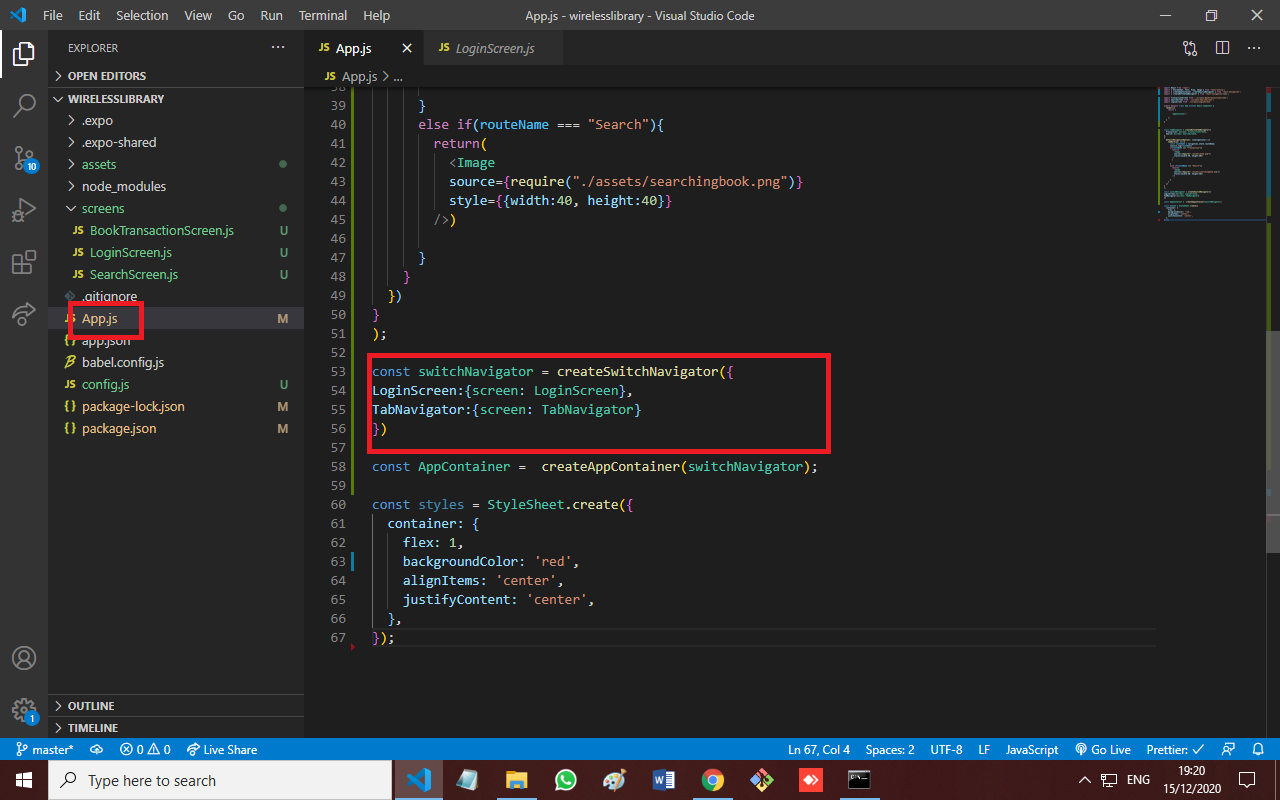 File Edit Selection View Go Run Terminal Help
App.js - wirelesslibrary - Visual Studio Code
EXPLORER
OPEN EDITORS
WIRELESSLIBRARY
.expo
.expo-shared
assets
node_modules
screens
JS BookTransactionScreen.js U
JS LoginScreen.js U
JS SearchScreen.js U
.gitignore
JS App.js M
{} app.json
babel.config.js
JS config.js U
{} package-lock.json M
{} package.json M
OUTLINE
TIMELINE
10
1
JS App.js
JS LoginScreen.js
JS App.js > ...
38
39 }
40 else if(routeName === "Search"){
41 return(
42 <Image
43 source={require("./assets/searchingbook.png")}
44 style={{width:40, height:40}}
45 />)
46
47 }
48 }
49 })
50 }
51 );
52
53 const switchNavigator = createSwitchNavigator({
54 LoginScreen:{screen: LoginScreen},
55 TabNavigator:{screen: TabNavigator}
56 })
57
58 const AppContainer =  createAppContainer(switchNavigator);
59
60 const styles = StyleSheet.create({
61 container: {
62 flex: 1,
63 backgroundColor: 'red',
64 alignItems: 'center',
65 justifyContent: 'center',
66 },
67 });
master* 0 0 Live Share
Ln 67, Col 4 Spaces: 2 UTF-8 LF JavaScript Go Live Prettier: ✓
Type here to search
ENG
19:20
15/12/2020